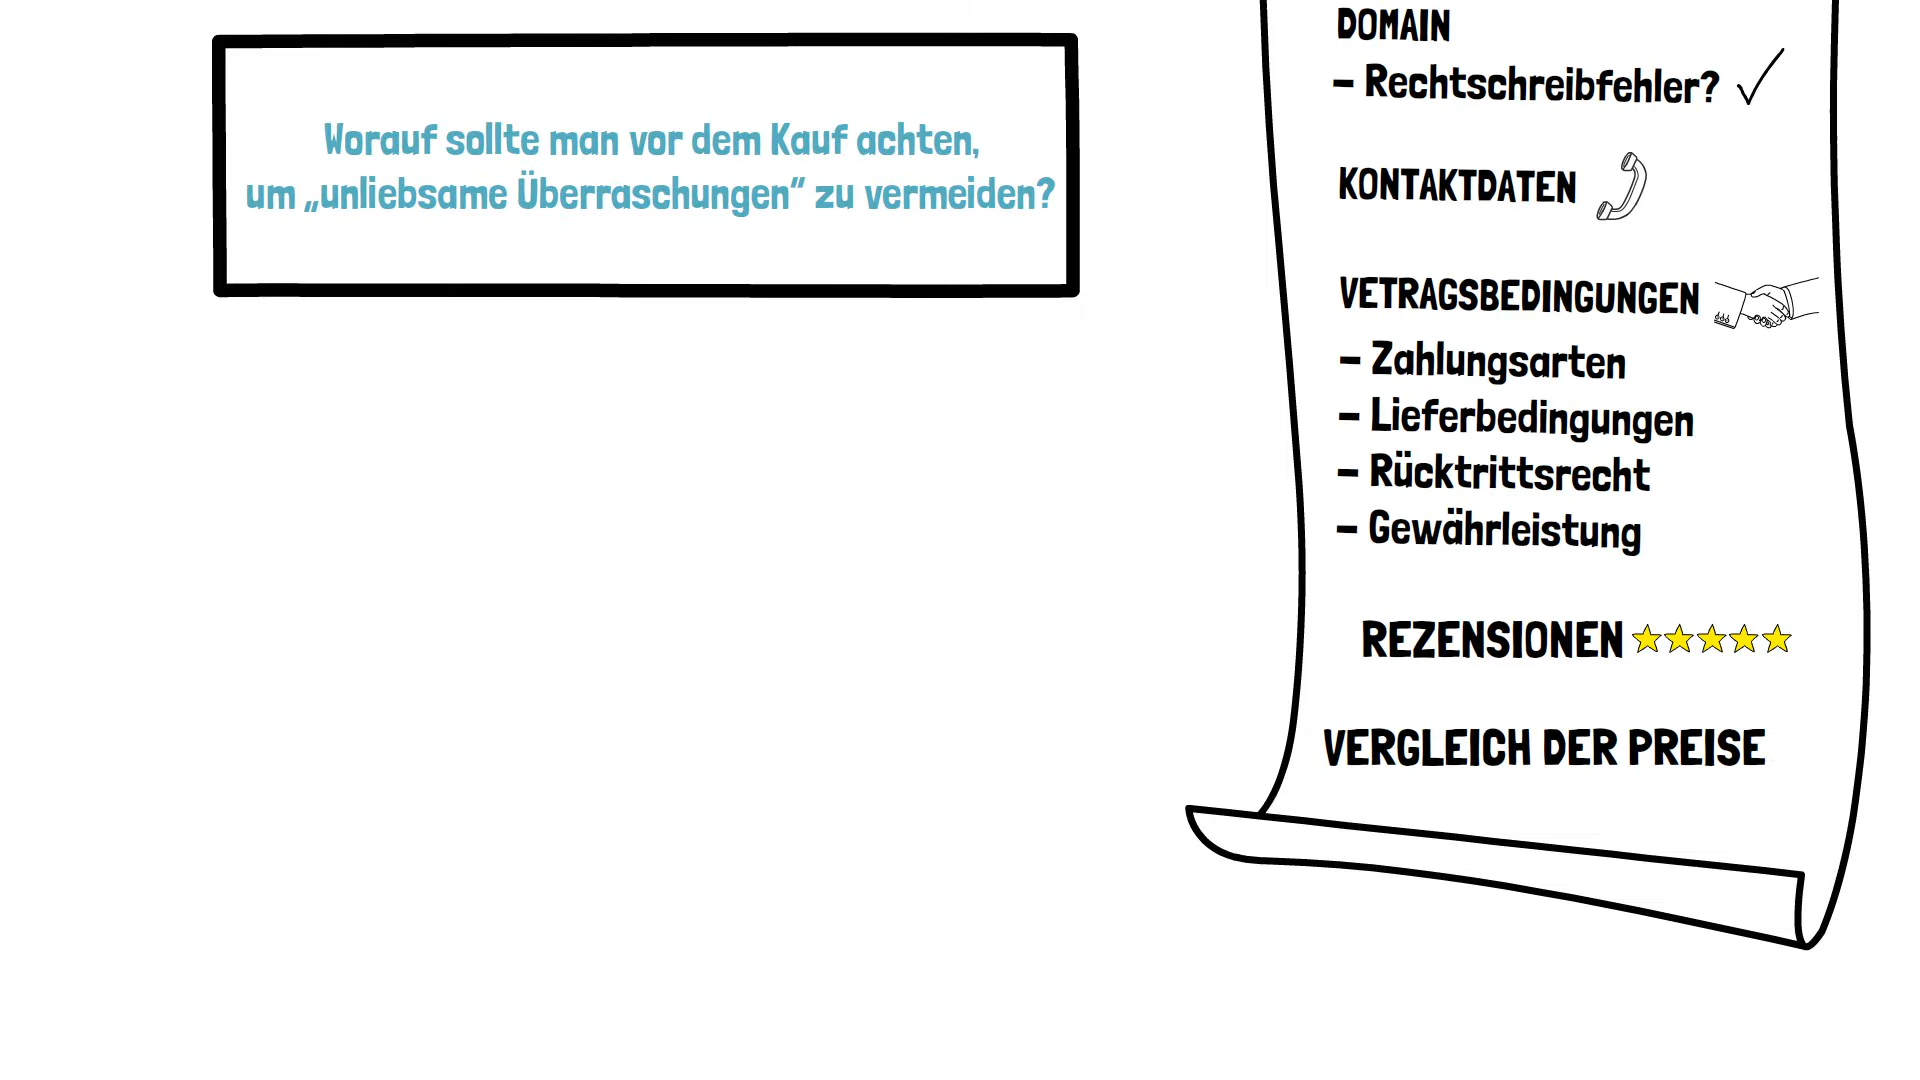 Worauf sollte man vor dem Kauf achten,
um „unliebsame Überraschungen“ zu vermeiden?
DOMAIN
– Rechtschreibfehler?
KONTAKTDATEN
VETRAGSBEDINGUNGEN
– Zahlungsarten
– Lieferbedingungen
– Rücktrittsrecht
– Gewährleistung
REZENSIONEN
VERGLEICH DER PREISE